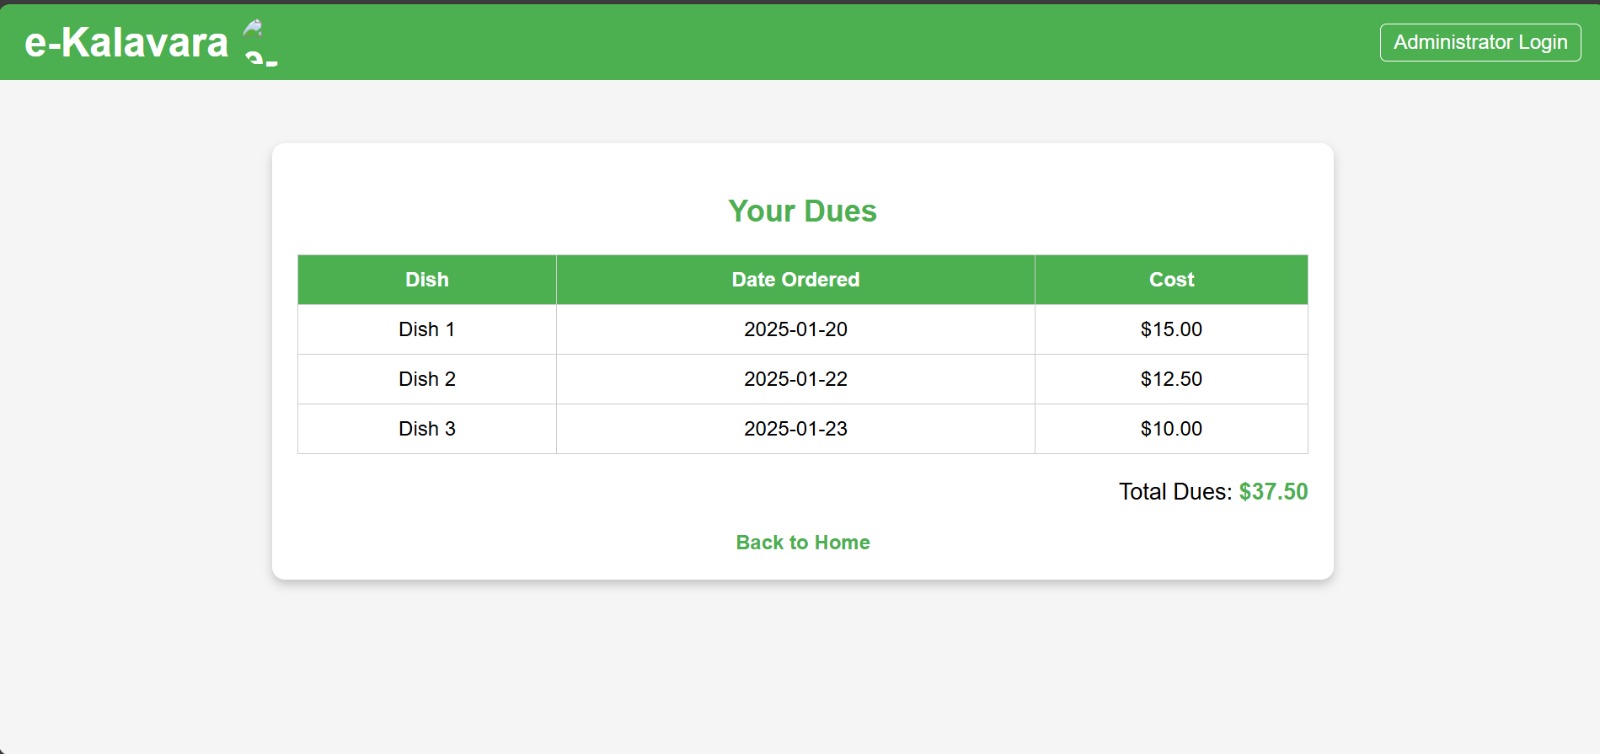 e-Kalavara e-
Administrator Login
Your Dues
Dish Date Ordered Cost
Dish 1 2025-01-20 $15.00
Dish 2 2025-01-22 $12.50
Dish 3 2025-01-23 $10.00
Total Dues: $37.50
Back to Home